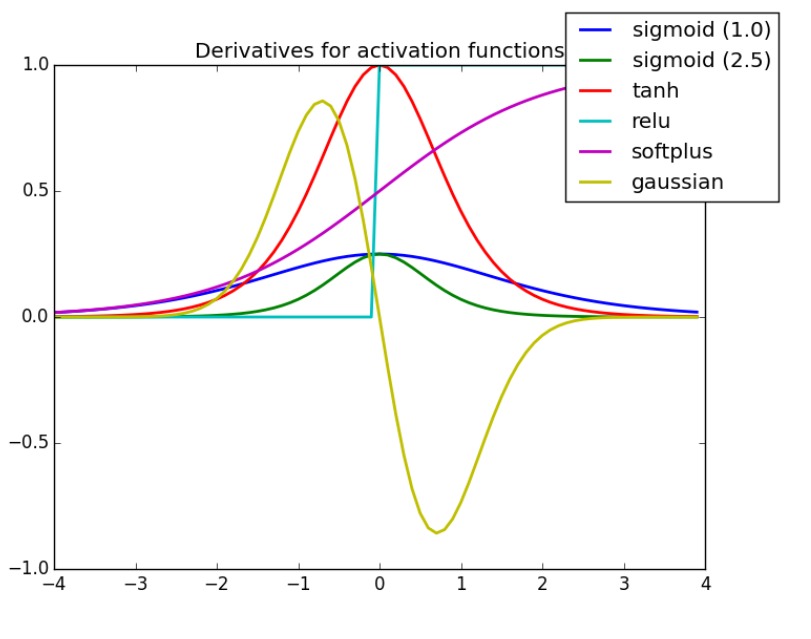 Derivatives for activation functions
sigmoid (1.0)
sigmoid (2.5)
tanh
relu
softplus
gaussian
1.0
0.5
0.0
−0.5
−1.0
−4 −3 −2 −1 0 1 2 3 4